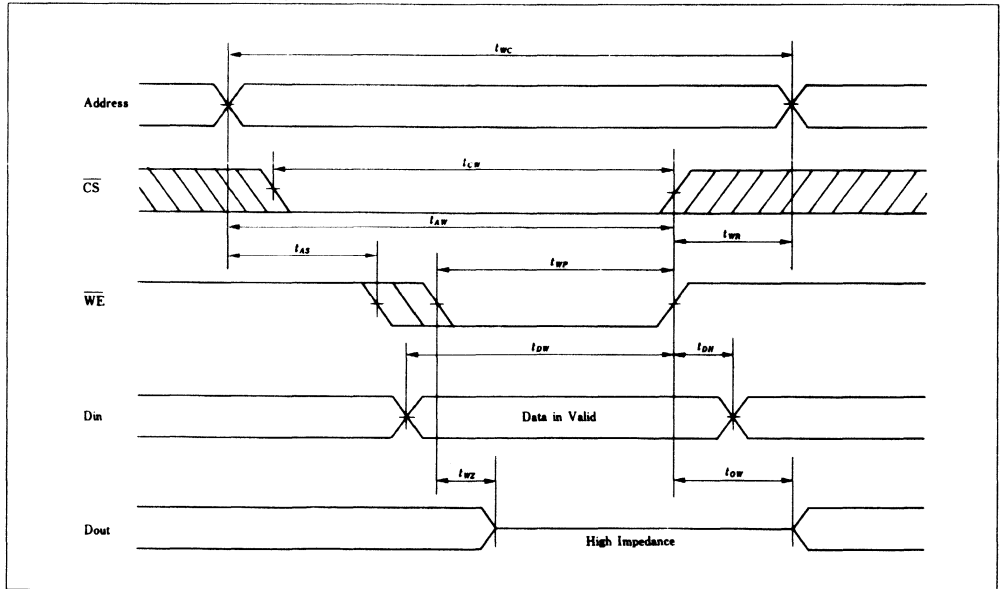 tWC
Address
tCW
CS
tAW
tWR
tAS
tWP
WE
tDW
tDH
Din
Data in Valid
tWZ
tOW
Dout
High Impedance